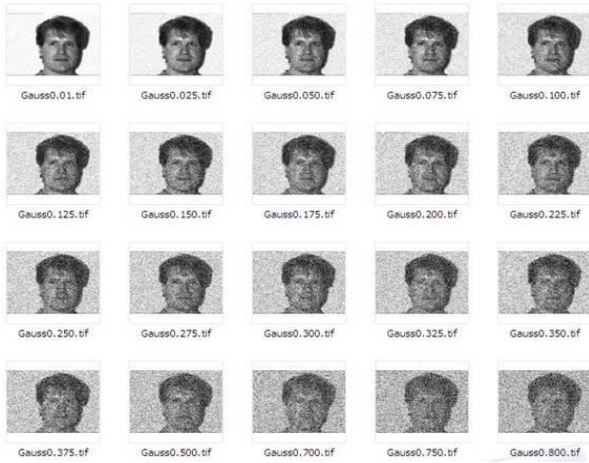 Gauss0.01.tif Gauss0.025.tif Gauss0.050.tif Gauss0.075.tif Gauss0.100.tif
Gauss0.125.tif Gauss0.150.tif Gauss0.175.tif Gauss0.200.tif Gauss0.225.tif
Gauss0.250.tif Gauss0.275.tif Gauss0.300.tif Gauss0.325.tif Gauss0.350.tif
Gauss0.375.tif Gauss0.500.tif Gauss0.700.tif Gauss0.750.tif Gauss0.800.tif